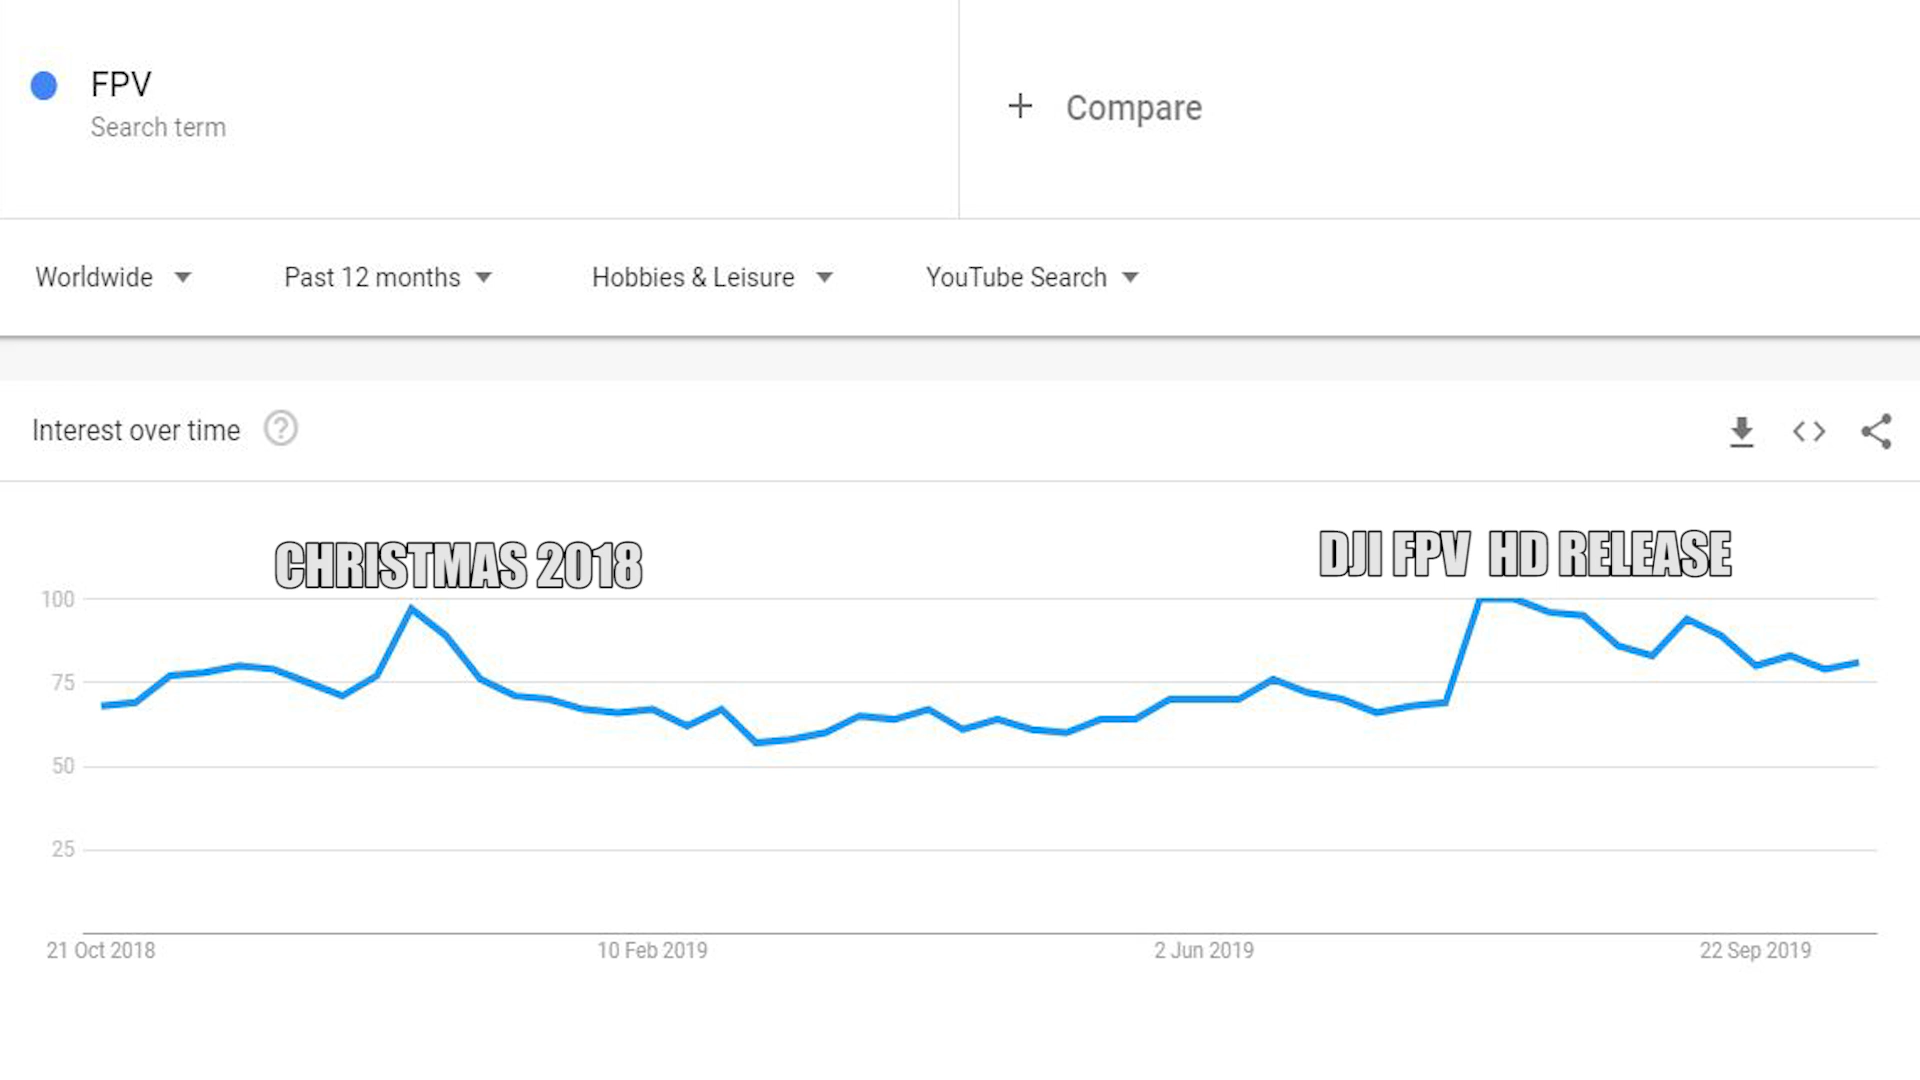 FPV
Search term
+ Compare
Worldwide
Past 12 months
Hobbies & Leisure
YouTube Search
Interest over time ?
CHRISTMAS 2018
DJI FPV HD RELEASE
100
75
50
25
21 Oct 2018
10 Feb 2019
2 Jun 2019
22 Sep 2019